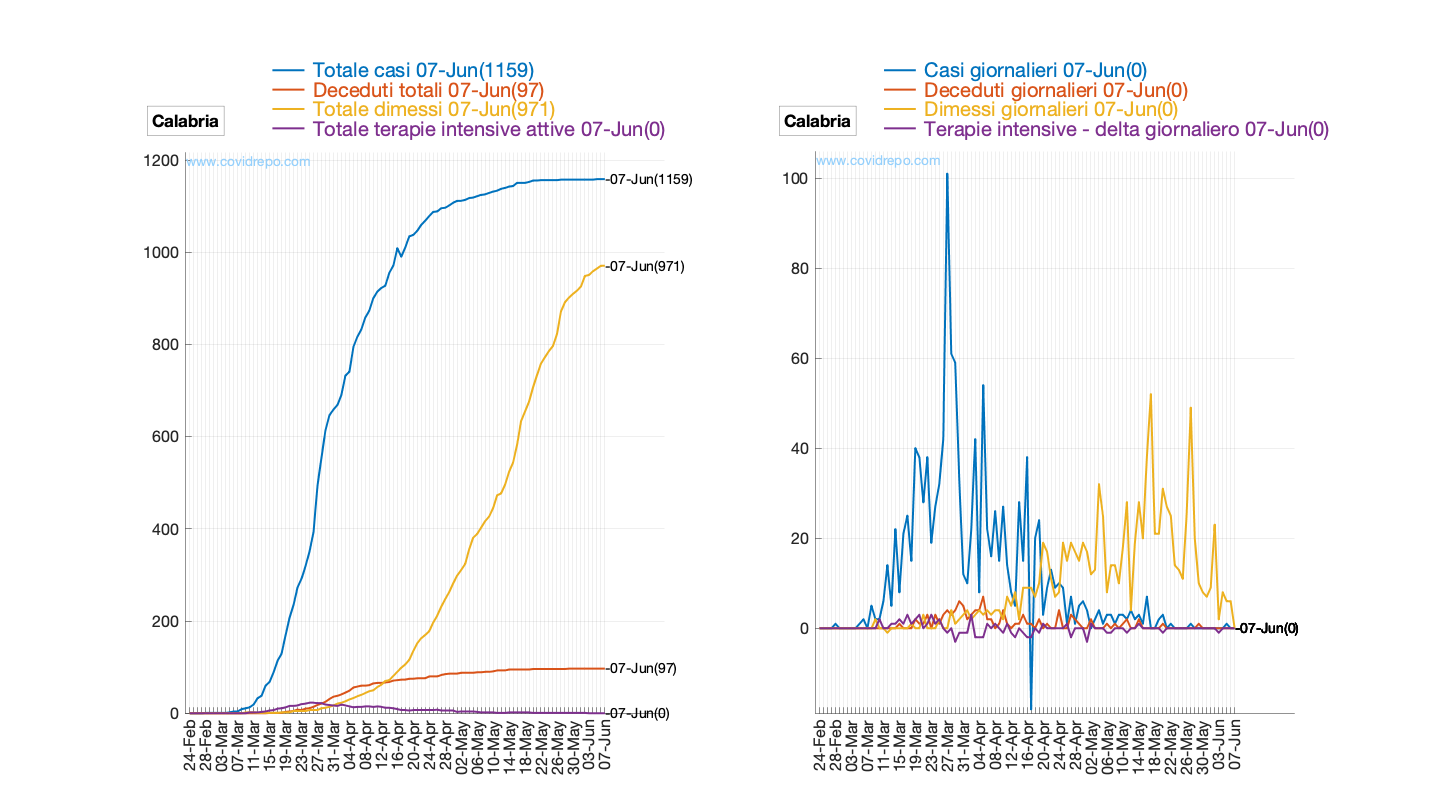 Totale casi 07-Jun(1159)
Deceduti totali 07-Jun(97)
Totale dimessi 07-Jun(971)
Totale terapie intensive attive 07-Jun(0)
Calabria
www.covidrepo.com
1200
1000
800
600
400
200
0
-07-Jun(1159)
-07-Jun(971)
-07-Jun(97)
-07-Jun(0)
24-Feb
28-Feb
03-Mar
07-Mar
11-Mar
15-Mar
19-Mar
23-Mar
27-Mar
31-Mar
04-Apr
08-Apr
12-Apr
16-Apr
20-Apr
24-Apr
28-Apr
02-May
06-May
10-May
14-May
18-May
22-May
26-May
30-May
03-Jun
07-Jun
Casi giornalieri 07-Jun(0)
Deceduti giornalieri 07-Jun(0)
Dimessi giornalieri 07-Jun(0)
Terapie intensive - delta giornaliero 07-Jun(0)
Calabria
www.covidrepo.com
100
80
60
40
20
0
-07-Jun(0)
24-Feb
28-Feb
03-Mar
07-Mar
11-Mar
15-Mar
19-Mar
23-Mar
27-Mar
31-Mar
04-Apr
08-Apr
12-Apr
16-Apr
20-Apr
24-Apr
28-Apr
02-May
06-May
10-May
14-May
18-May
22-May
26-May
30-May
03-Jun
07-Jun